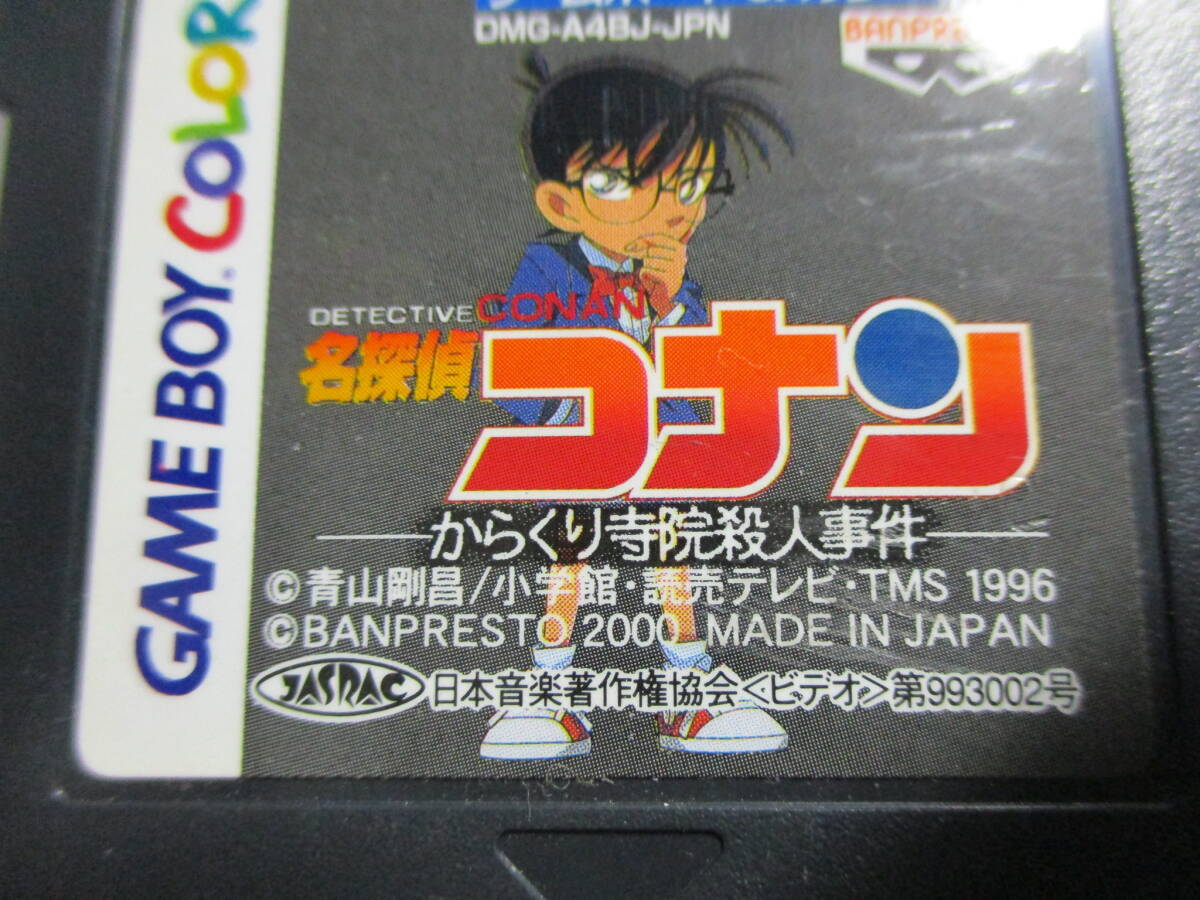 DMG-A4BJ-JPN
GAME BOY COLOR
DETECTIVE CONAN
名探偵
コナン
からくり寺院殺人事件
©青山剛昌/小学館・読売テレビ・TMS 1996
©BANPRESTO 2000 MADE IN JAPAN
JASRAC 日本音楽著作権協会<ビデオ>第993002号